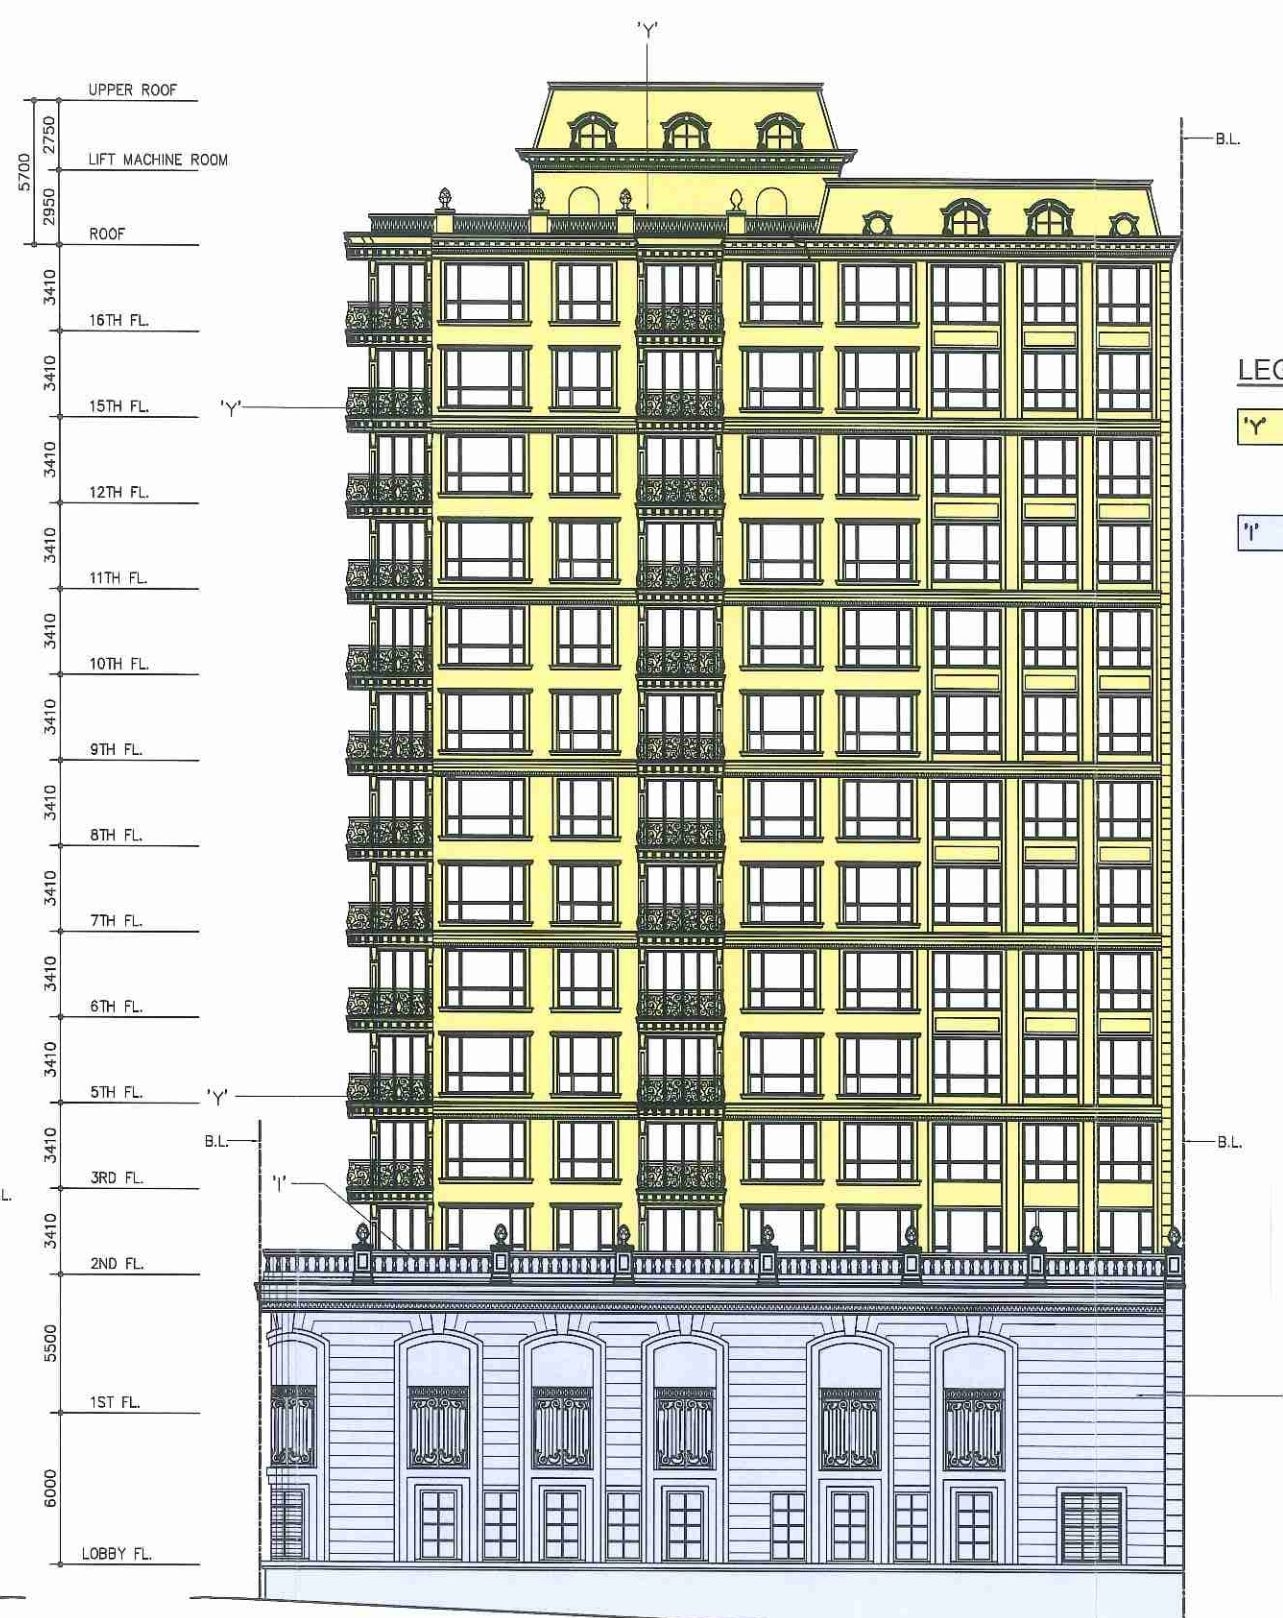 'Y'
UPPER ROOF
2750
5700
B.L.
LIFT MACHINE ROOM
2950
ROOF
3410
16TH FL.
3410
LEG
15TH FL.
'Y'
'Y'
3410
12TH FL.
'I'
3410
11TH FL.
3410
10TH FL.
3410
9TH FL.
3410
8TH FL.
3410
7TH FL.
3410
6TH FL.
3410
5TH FL.
'Y'
3410
B.L.
B.L.
3RD FL.
'I'
L.
3410
2ND FL.
5500
1ST FL.
6000
LOBBY FL.